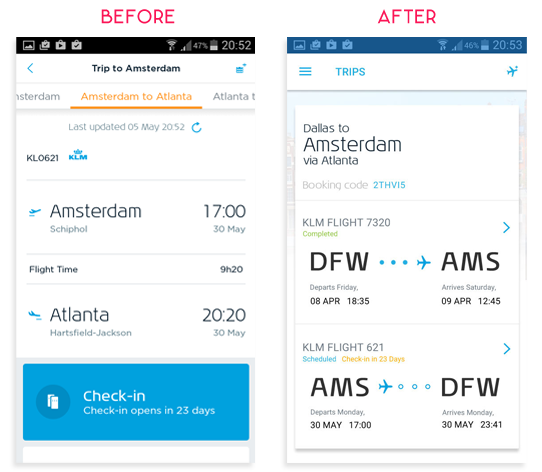 BEFORE
47% 20:52
Trip to Amsterdam
msterdam Amsterdam to Atlanta Atlanta t
Last updated 05 May 20:52
KL0621 KLM
Amsterdam 17:00
Schiphol 30 May
Flight Time 9h20
Atlanta 20:20
Hartsfield-Jackson 30 May
Check-in
Check-in opens in 23 days
AFTER
46% 20:53
TRIPS
Dallas to
Amsterdam
via Atlanta
Booking code 2THVI5
KLM FLIGHT 7320
Completed
DFW AMS
Departs Friday, Arrives Saturday,
08 APR 18:35 09 APR 12:45
KLM FLIGHT 621
Scheduled Check-in in 23 Days
AMS DFW
Departs Monday, Arrives Monday,
30 MAY 17:00 30 MAY 23:41